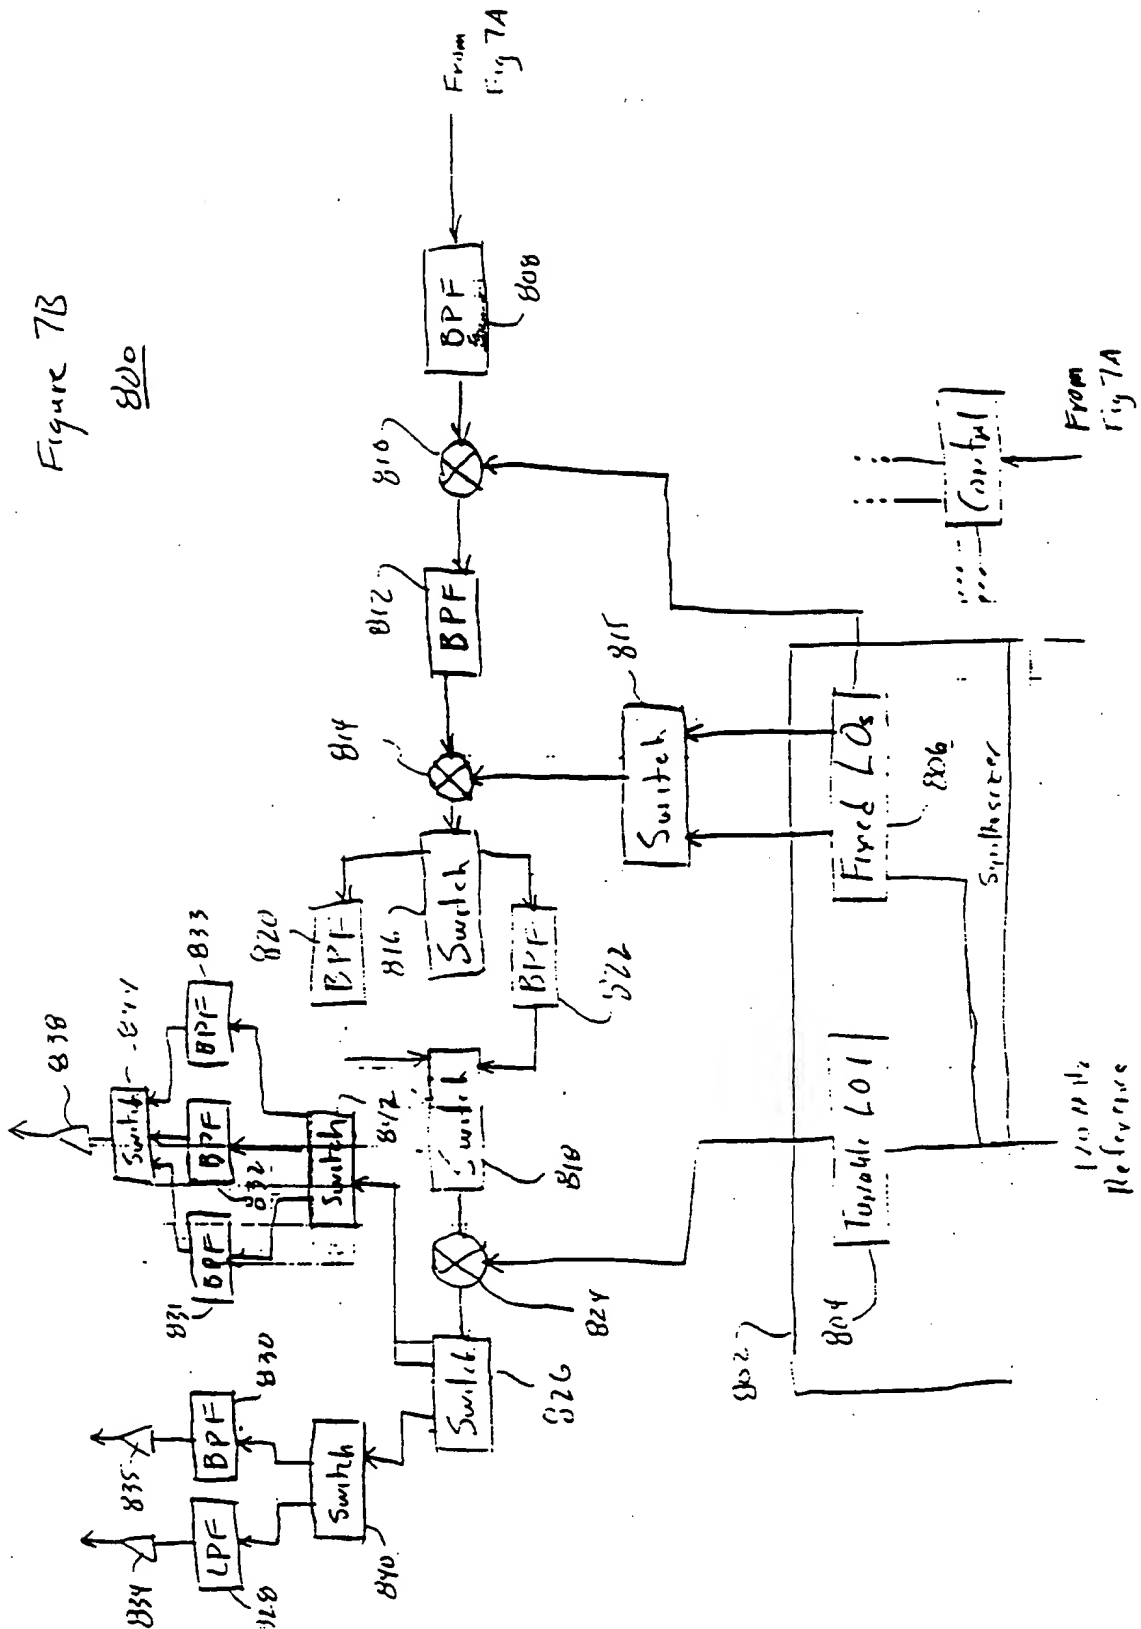 Figure 7B
800
From
Fig 7A
BPF
808
810
BPF
812
814
Switch
815
Switch
816
BPF
820
BPF
822
Switch
818
824
Switch
826
Switch
840
LPF
828
834
BPF
830
835
Switch
842
BPF
831
BPF
832
BPF
833
Switch
838
Fixed LOs
806
Tunable LO1
804
802
Synthesizer
Reference
Control
From
Fig 7A